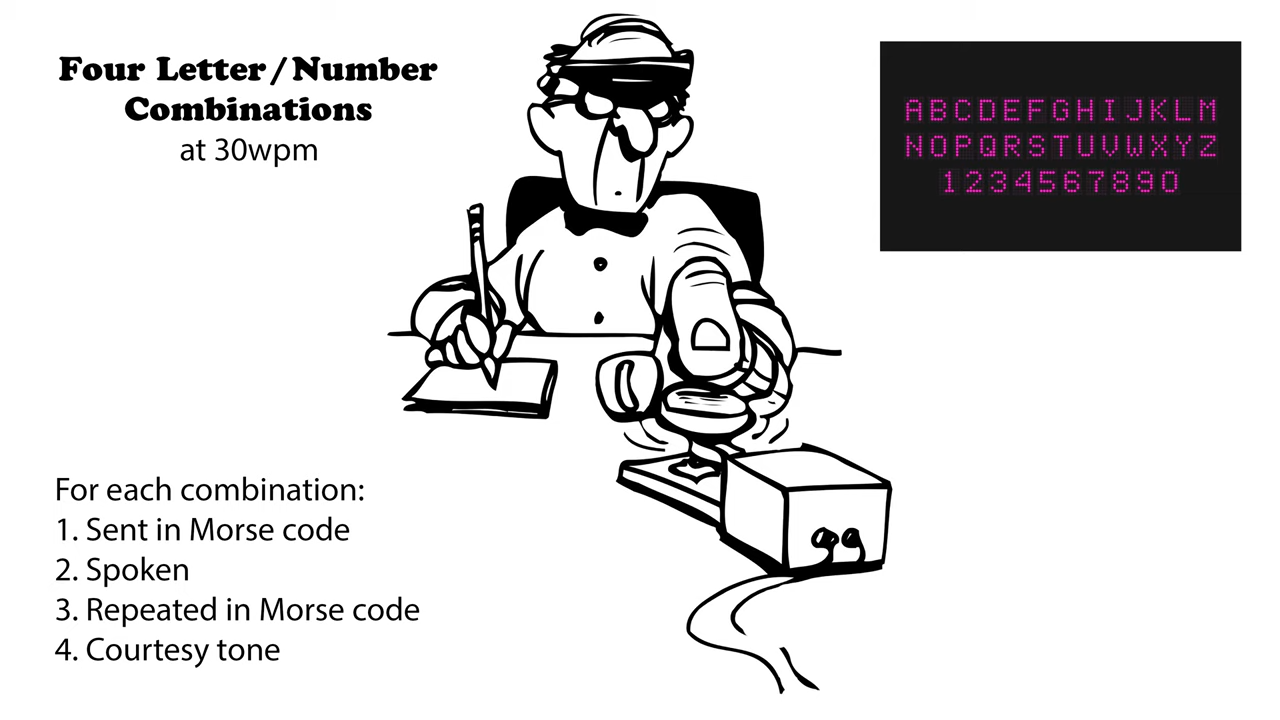 Four Letter/Number
Combinations
at 30wpm
ABCDEFGHIJKLM
NOPQRSTUVWXYZ
1234567890
For each combination:
1. Sent in Morse code
2. Spoken
3. Repeated in Morse code
4. Courtesy tone